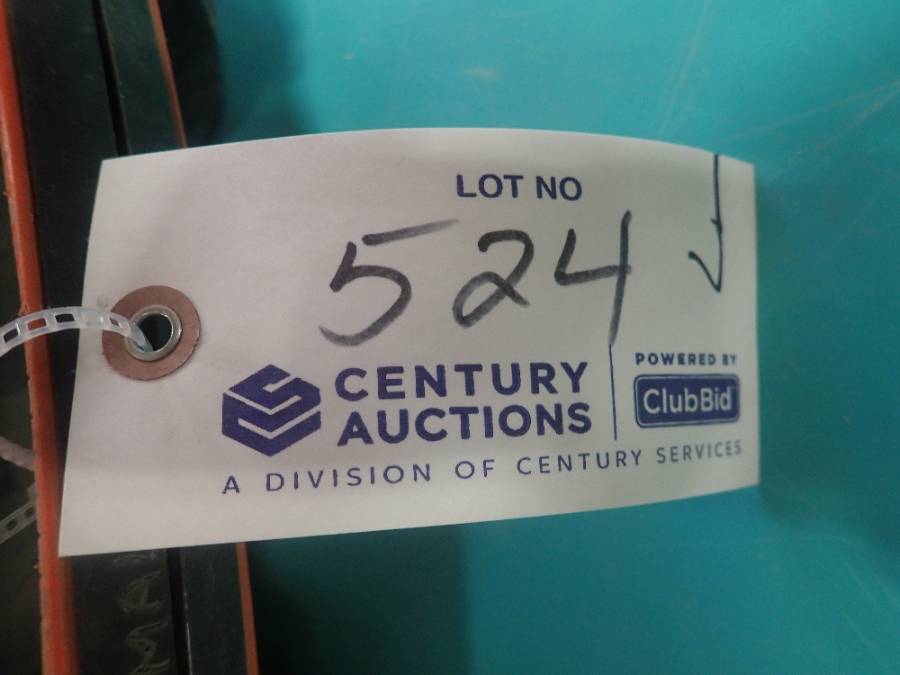 LOT NO
524
CENTURY
AUCTIONS
POWERED BY
ClubBid
A DIVISION OF CENTURY SERVICES